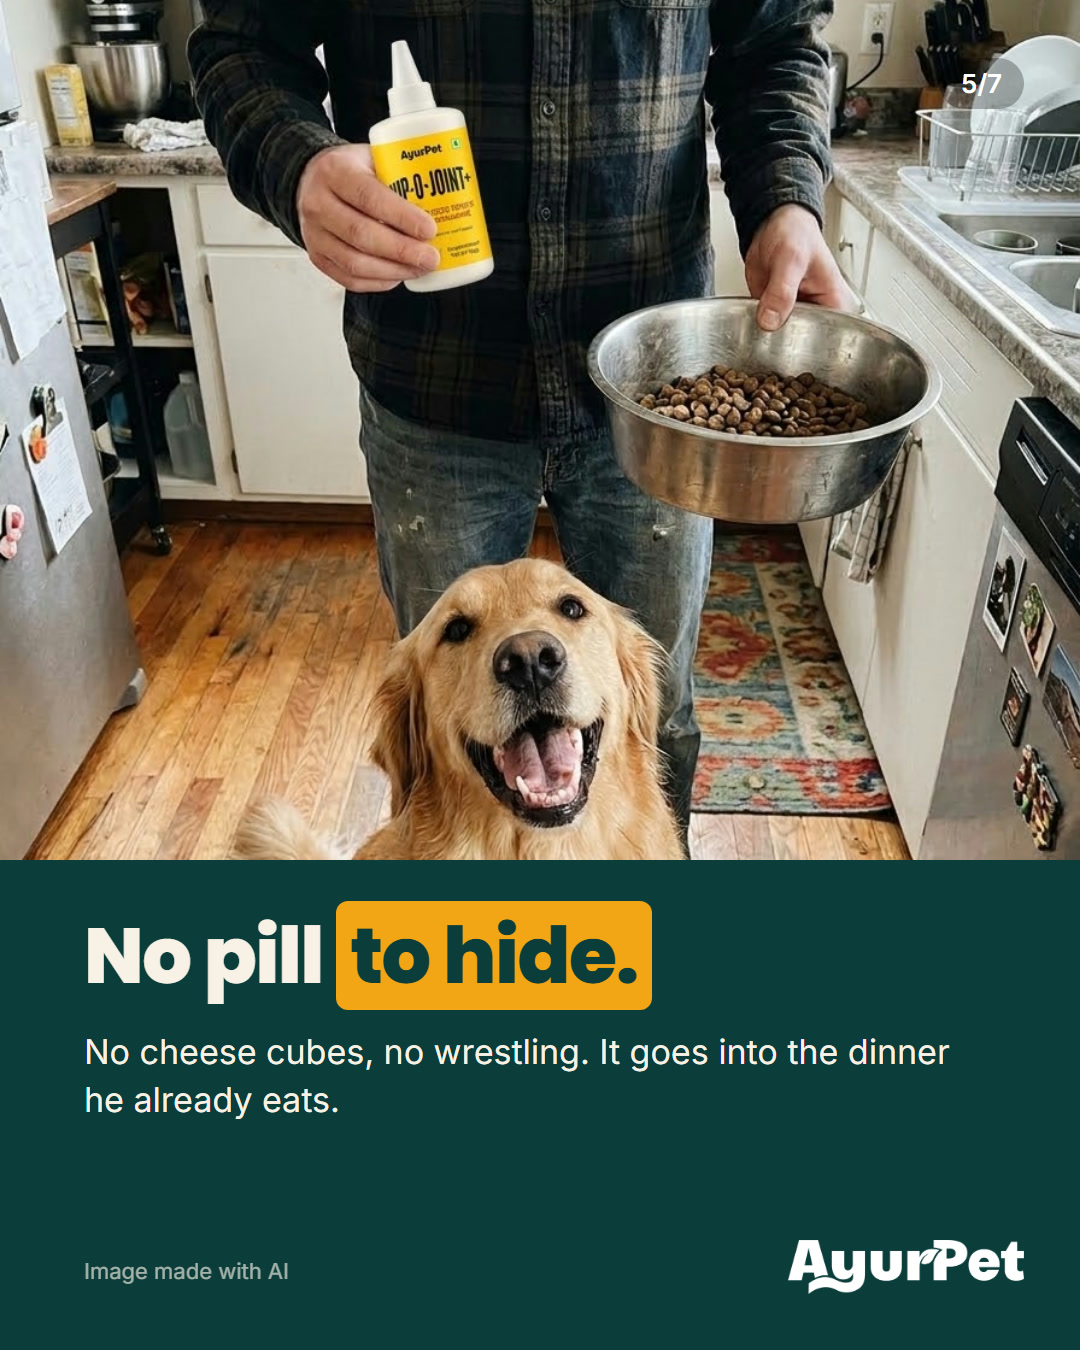 5/7
AyurPet
-O-JOINT+
No pill to hide.
No cheese cubes, no wrestling. It goes into the dinner
he already eats.
Image made with AI
AyurPet